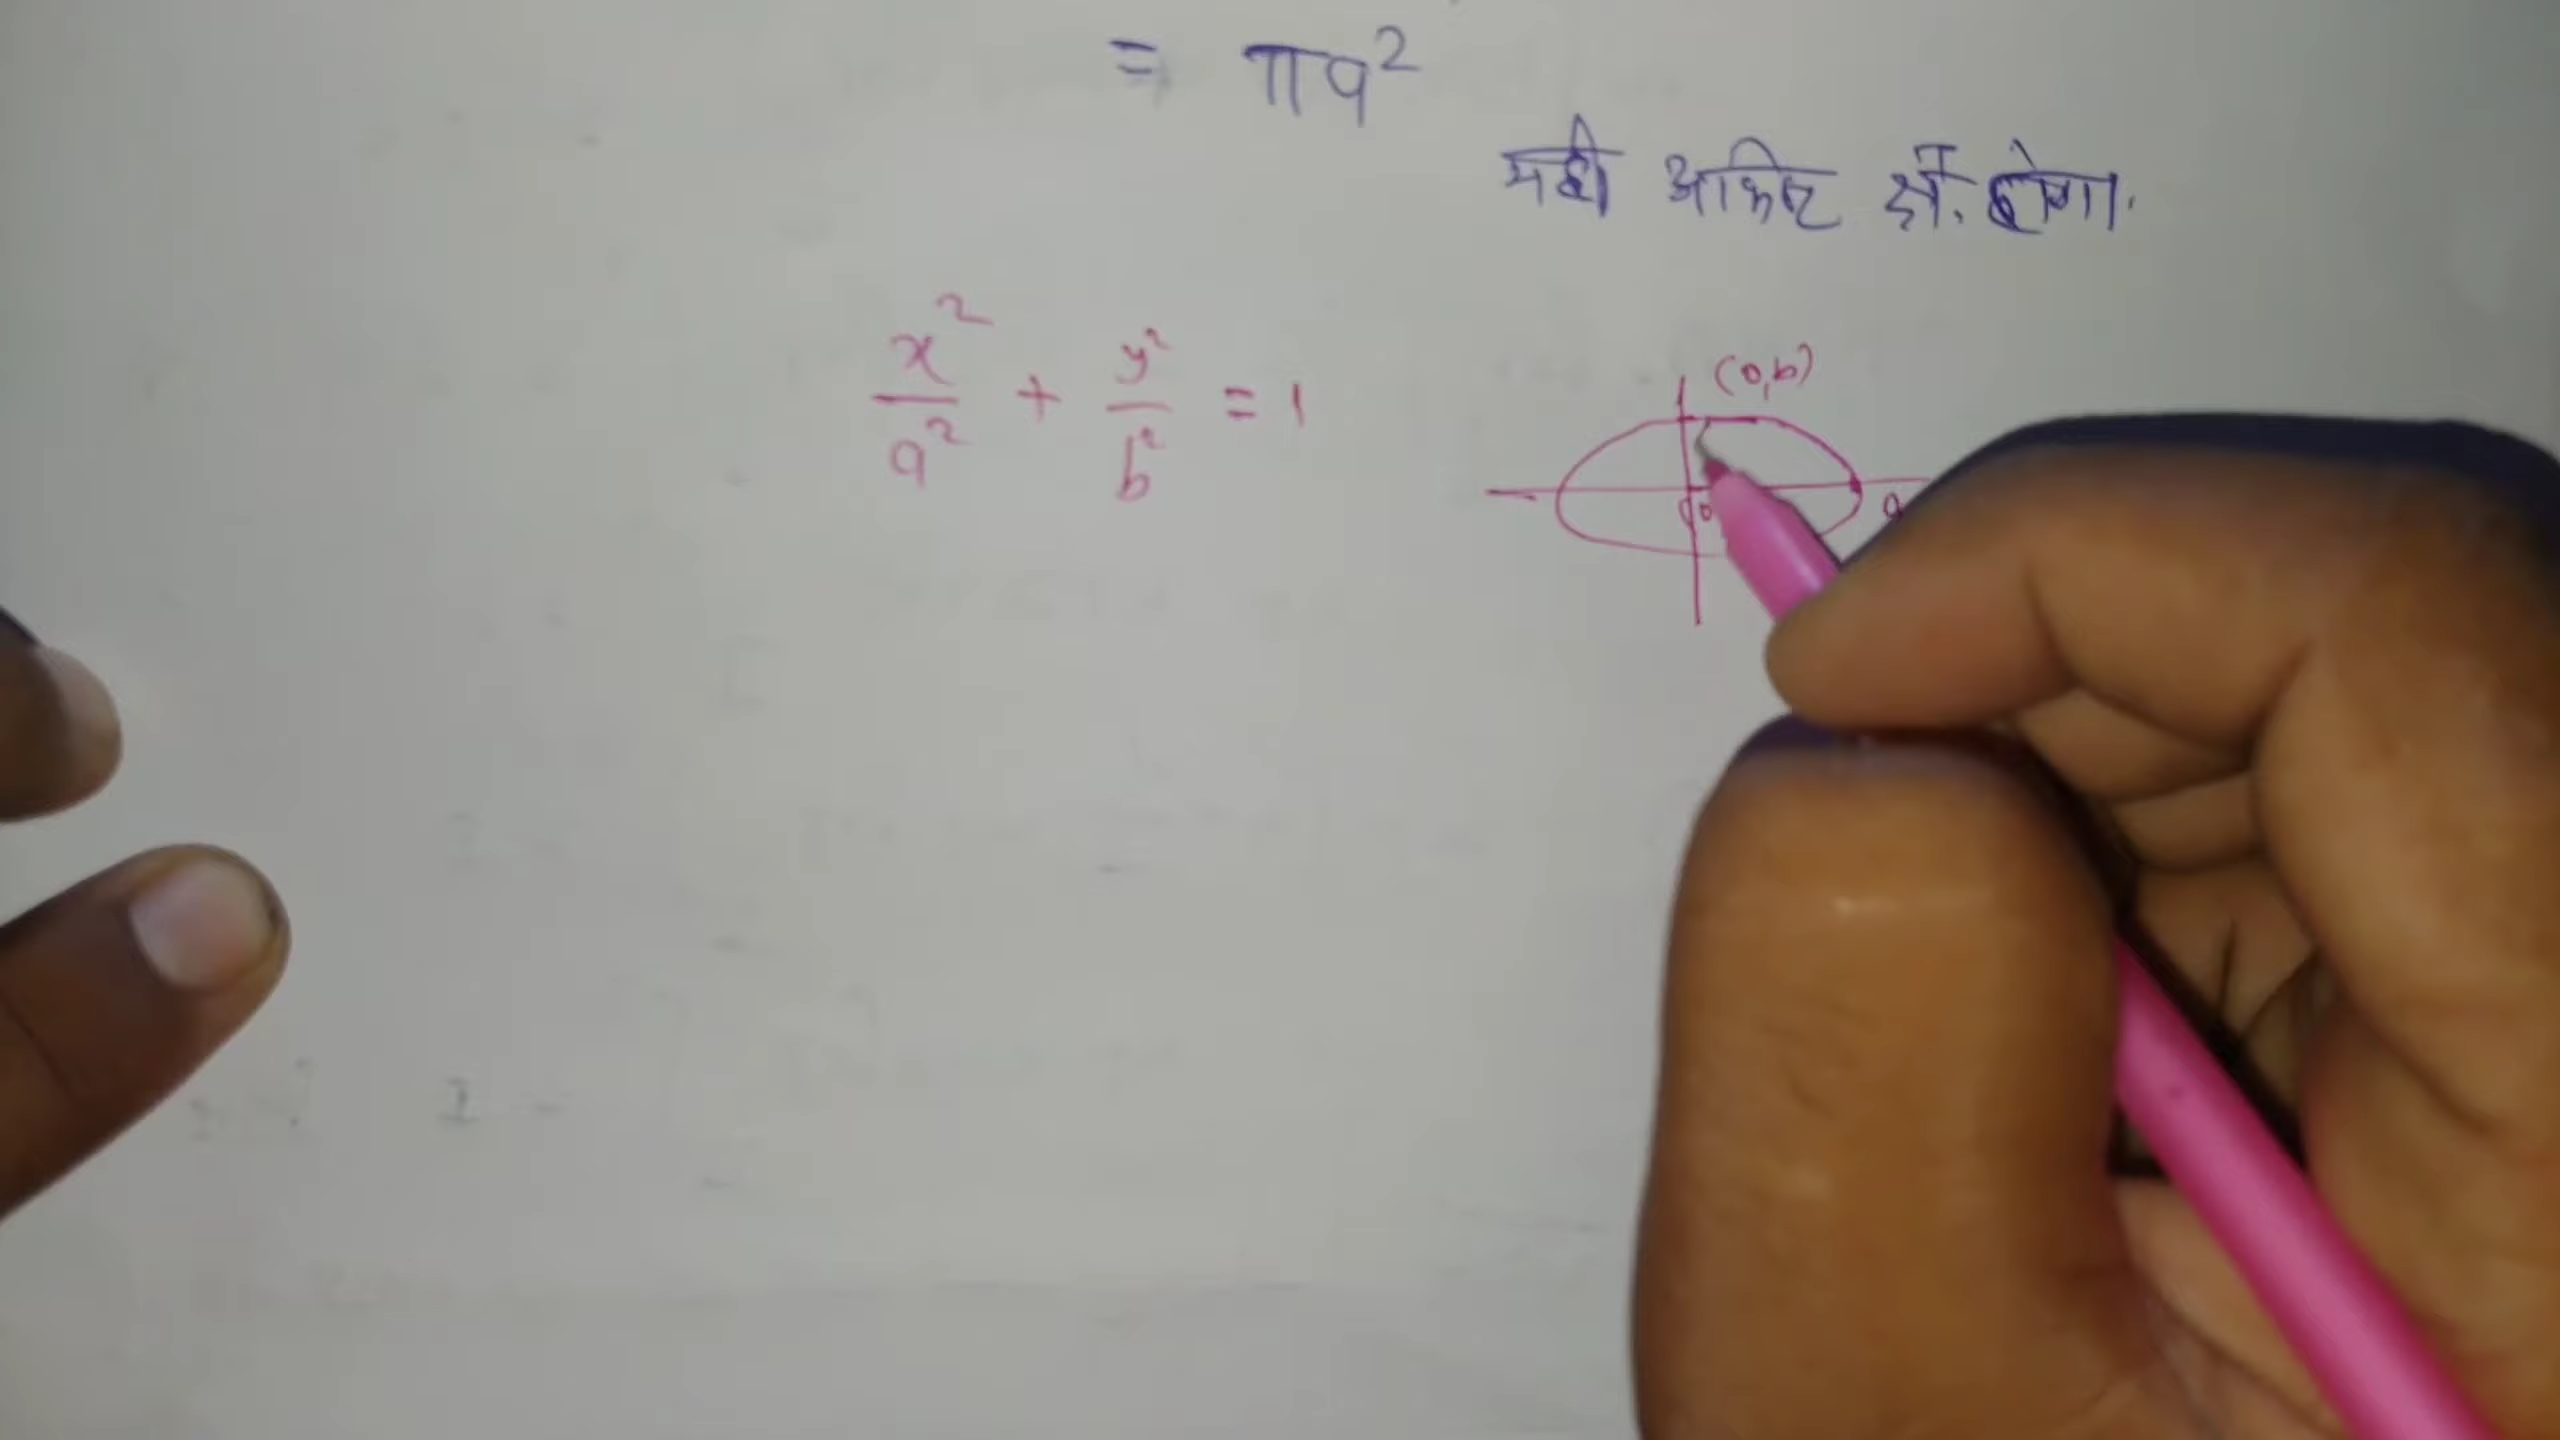 = πa²
यही अभीष्ट क्षे. होगा.
x²/a² + y²/b² = 1
(0,b)
0 a